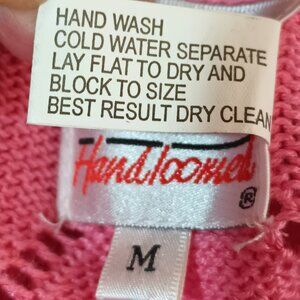 HAND WASH
COLD WATER SEPARATE
LAY FLAT TO DRY AND
BLOCK TO SIZE
BEST RESULT DRY CLEAN
Handloomed
®
M